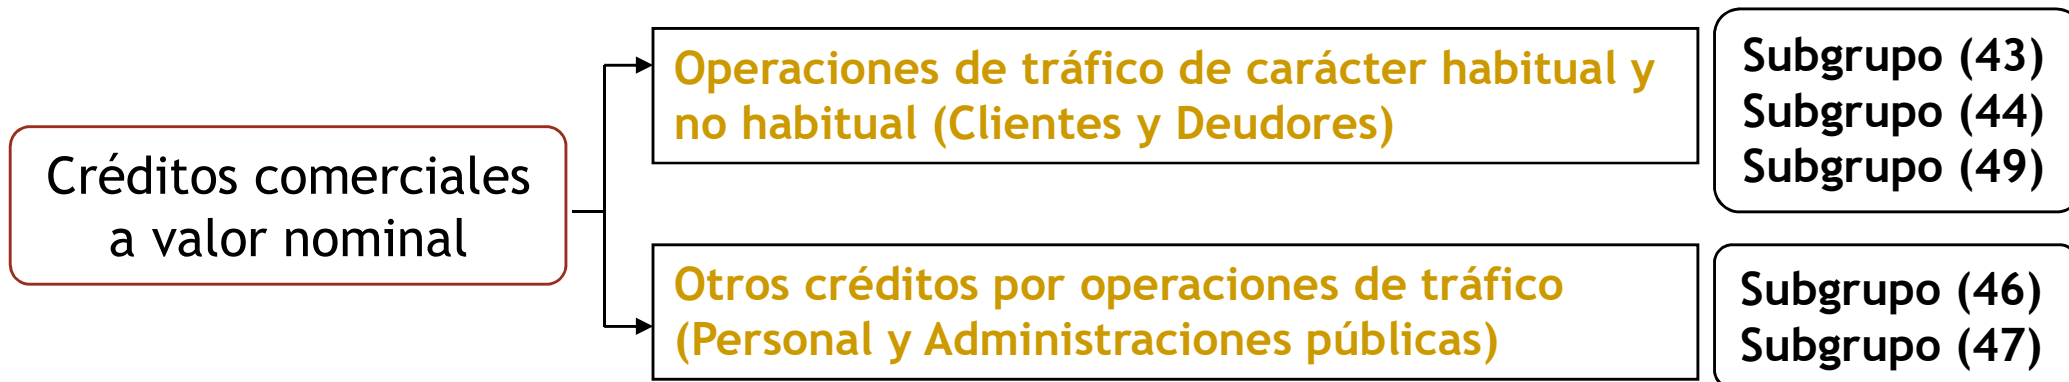 Créditos comerciales
a valor nominal
Operaciones de tráfico de carácter habitual y
no habitual (Clientes y Deudores)
Subgrupo (43)
Subgrupo (44)
Subgrupo (49)
Otros créditos por operaciones de tráfico
(Personal y Administraciones públicas)
Subgrupo (46)
Subgrupo (47)